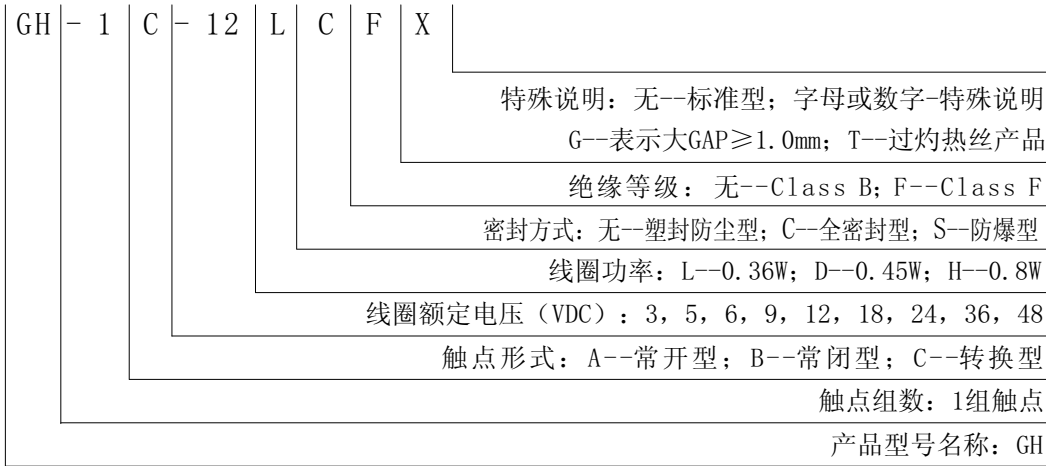 GH - 1 C - 12 L C F X
特殊说明：无--标准型；字母或数字-特殊说明
G--表示大GAP≥1.0mm；T--过灼热丝产品
绝缘等级：无--Class B；F--Class F
密封方式：无--塑封防尘型；C--全密封型；S--防爆型
线圈功率：L--0.36W；D--0.45W；H--0.8W
线圈额定电压（VDC）：3，5，6，9，12，18，24，36，48
触点形式：A--常开型；B--常闭型；C--转换型
触点组数：1组触点
产品型号名称：GH